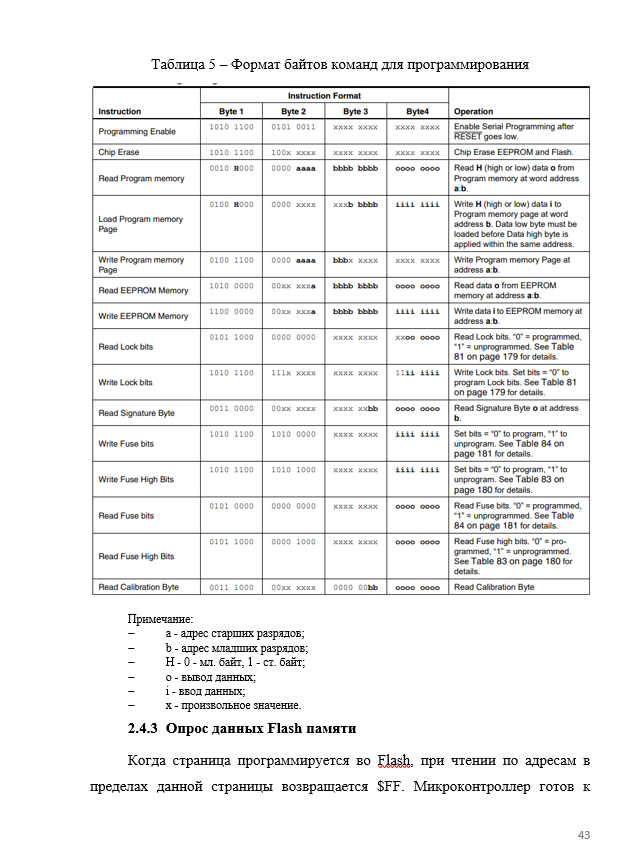 Таблица 5 – Формат байтов команд для программирования
Instruction Format
Instruction Byte 1 Byte 2 Byte 3 Byte4 Operation
Programming Enable 1010 1100 0101 0011 xxxx xxxx xxxx xxxx Enable Serial Programming after
RESET goes low.
Chip Erase 1010 1100 100x xxxx xxxx xxxx xxxx xxxx Chip Erase EEPROM and Flash.
Read Program memory 0010 H000 0000 aaaa bbbb bbbb oooo oooo Read H (high or low) data o from
Program memory at word address
a:b.
Load Program memory
Page 0100 H000 0000 xxxx xxxb bbbb iiii iiii Write H (high or low) data i to
Program memory page at word
address b. Data low byte must be
loaded before Data high byte is
applied within the same address.
Write Program memory
Page 0100 1100 0000 aaaa bbbx xxxx xxxx xxxx Write Program memory Page at
address a:b.
Read EEPROM Memory 1010 0000 00xx xxxa bbbb bbbb oooo oooo Read data o from EEPROM
memory at address a:b.
Write EEPROM Memory 1100 0000 00xx xxxa bbbb bbbb iiii iiii Write data i to EEPROM memory at
address a:b.
Read Lock bits 0101 1000 0000 0000 xxxx xxxx xxoo oooo Read Lock bits. “0” = programmed,
“1” = unprogrammed. See Table
81 on page 179 for details.
Write Lock bits 1010 1100 111x xxxx xxxx xxxx 11ii iiii Write Lock bits. Set bits = “0” to
program Lock bits. See Table 81
on page 179 for details.
Read Signature Byte 0011 0000 00xx xxxx xxxx xxbb oooo oooo Read Signature Byte o at address
b.
Write Fuse bits 1010 1100 1010 0000 xxxx xxxx iiii iiii Set bits = “0” to program, “1” to
unprogram. See Table 84 on
page 181 for details.
Write Fuse High Bits 1010 1100 1010 1000 xxxx xxxx iiii iiii Set bits = “0” to program, “1” to
unprogram. See Table 83 on
page 180 for details.
Read Fuse bits 0101 0000 0000 0000 xxxx xxxx oooo oooo Read Fuse bits. “0” = programmed,
“1” = unprogrammed. See Table
84 on page 181 for details.
Read Fuse High Bits 0101 1000 0000 1000 xxxx xxxx oooo oooo Read Fuse high bits. “0” = pro-
grammed, “1” = unprogrammed.
See Table 83 on page 180 for
details.
Read Calibration Byte 0011 1000 00xx xxxx 0000 00bb oooo oooo Read Calibration Byte
Примечание:
– a - адрес старших разрядов;
– b - адрес младших разрядов;
– H - 0 - мл. байт, 1 - ст. байт;
– o - вывод данных;
– i - ввод данных;
– x - произвольное значение.
2.4.3 Опрос данных Flash памяти
Когда страница программируется во Flash, при чтении по адресам в
пределах данной страницы возвращается $FF. Микроконтроллер готов к
43